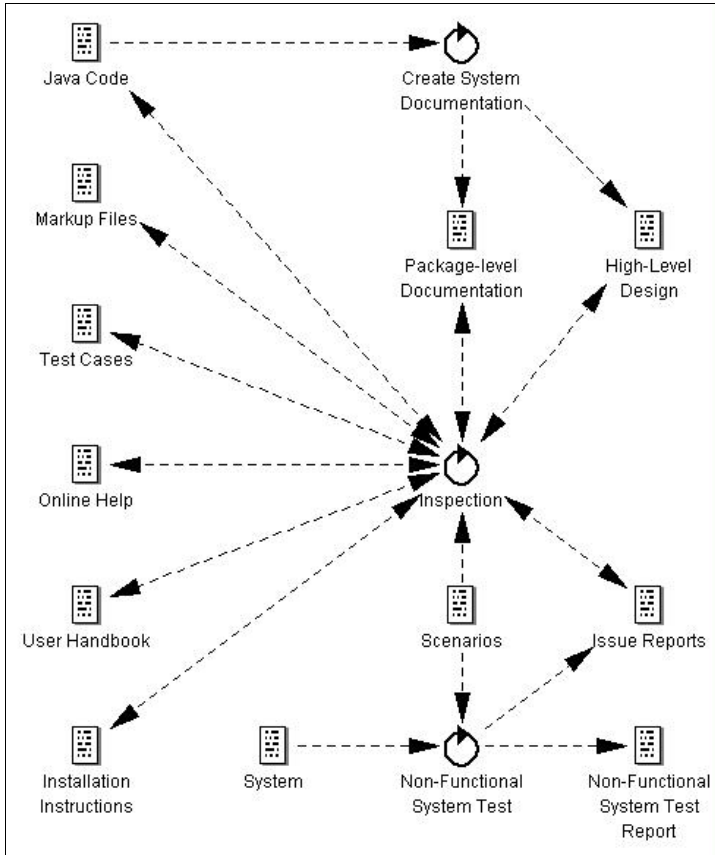 Java Code
Create System
Documentation
Markup Files
Package-level
Documentation
High-Level
Design
Test Cases
Online Help
Inspection
User Handbook
Scenarios
Issue Reports
Installation
Instructions
System
Non-Functional
System Test
Non-Functional
System Test
Report